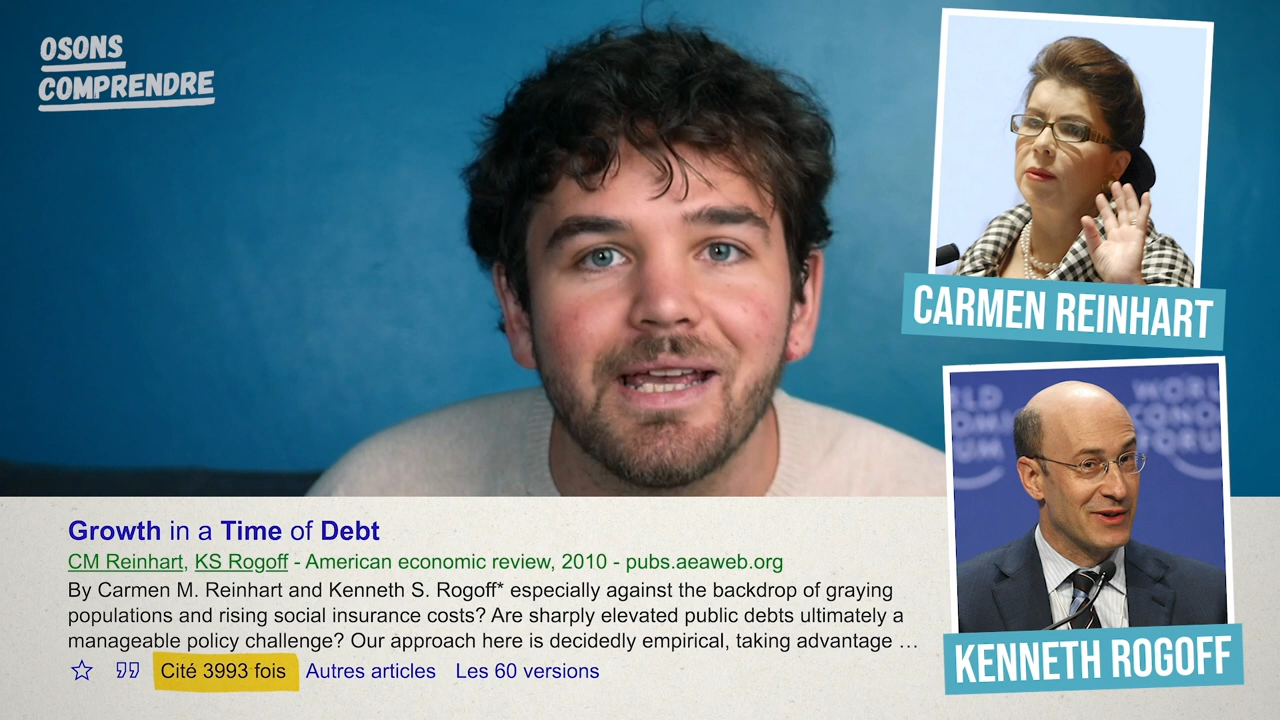 OSONS
COMPRENDRE
CARMEN REINHART
WORLD
ECONOMIC
FORUM
KENNETH ROGOFF
Growth in a Time of Debt
CM Reinhart, KS Rogoff - American economic review, 2010 - pubs.aeaweb.org
By Carmen M. Reinhart and Kenneth S. Rogoff* especially against the backdrop of graying
populations and rising social insurance costs? Are sharply elevated public debts ultimately a
manageable policy challenge? Our approach here is decidedly empirical, taking advantage …
Cité 3993 fois Autres articles Les 60 versions